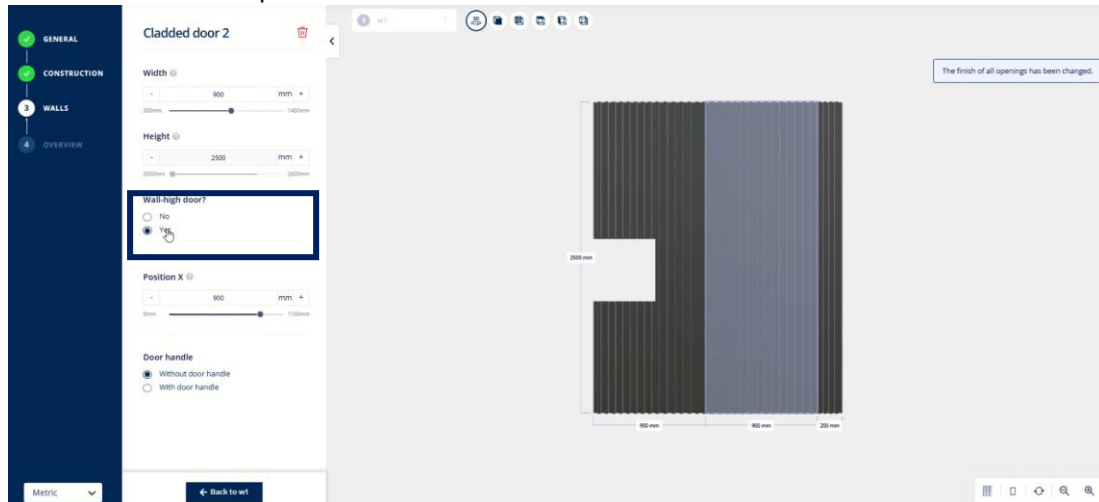 GENERAL
CONSTRUCTION
3 WALLS
4 OVERVIEW
Metric
Cladded door 2
Width
- 900 mm +
300mm 1400mm
Height
- 2500 mm +
Wall-high door?
No
Yes
Position X
- 900 mm +
0mm 1100mm
Door handle
Without door handle
With door handle
← Back to w1
1 w1
3D
The finish of all openings has been changed.
2500 mm
900 mm 900 mm 200 mm